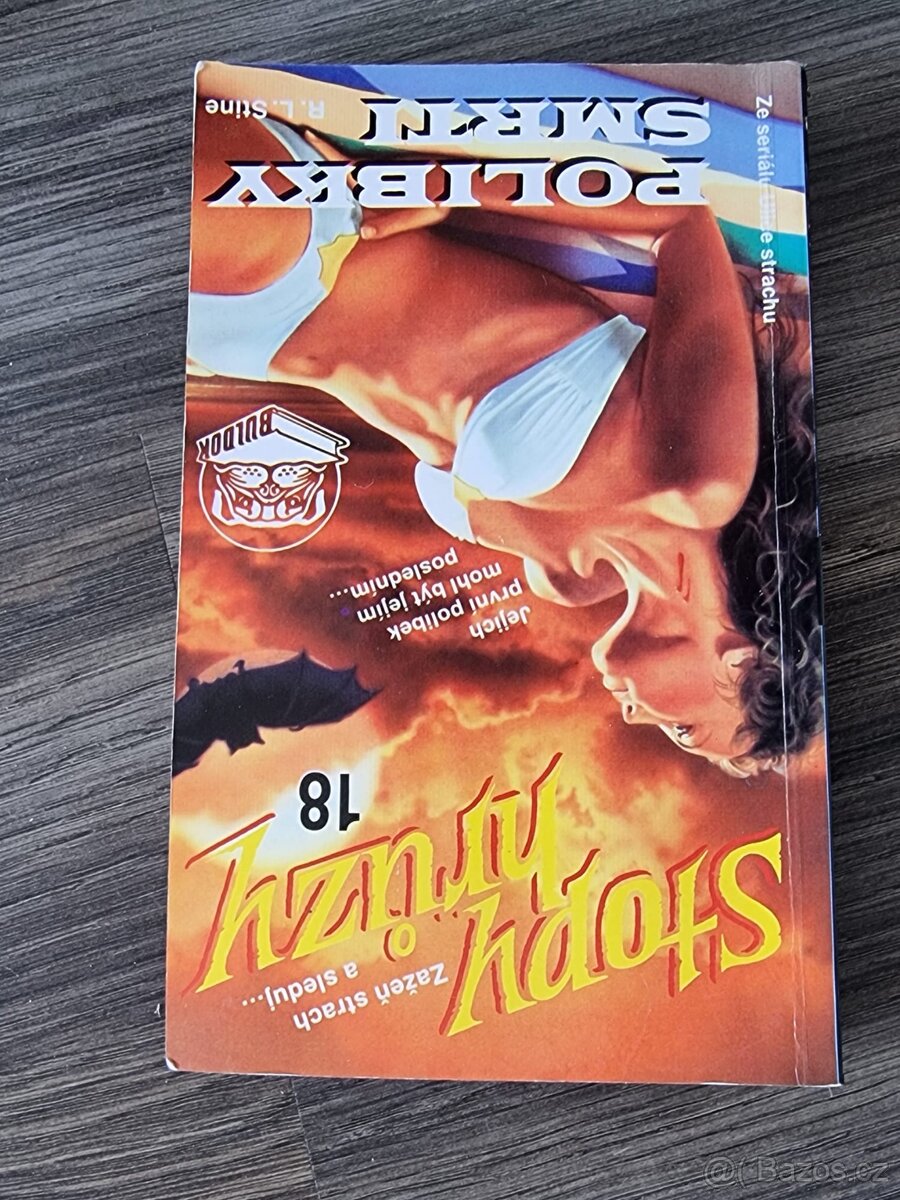 Zažeň strach
a sleduj...
Stopy
hrůzy
18
Jejich
první polibek
mohl být jejím
posledním...
BULDOK
POLIBKY
SMRTI
R. L. Stine
Ze seriálu Ulice strachu
@( Bazos.cz